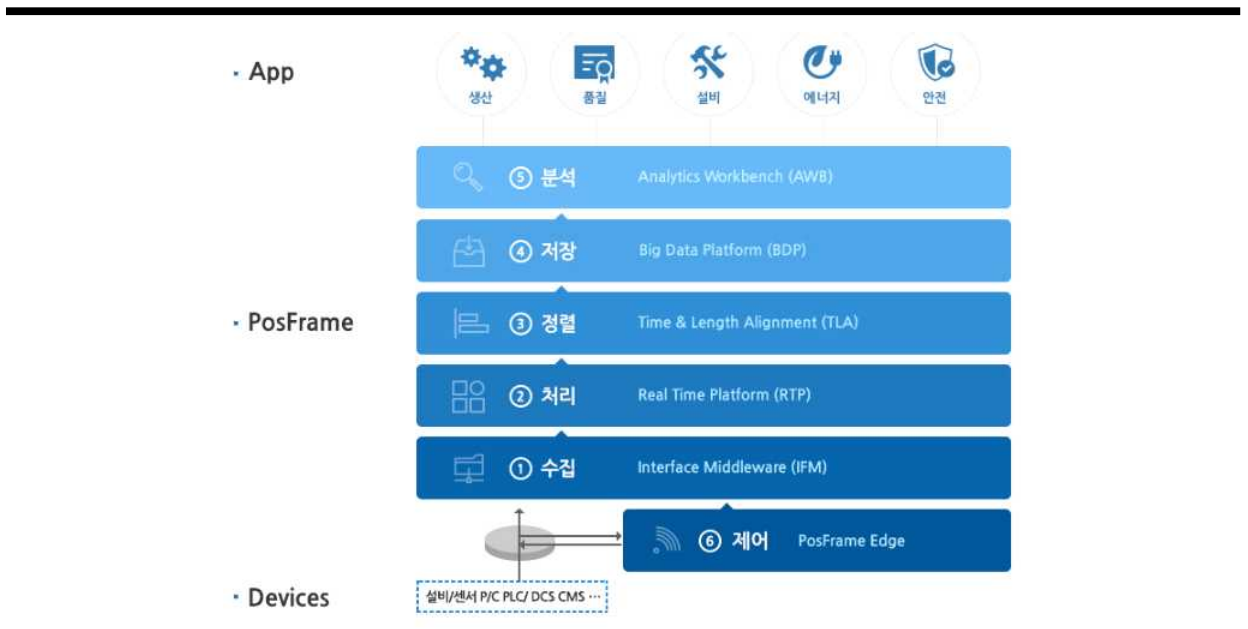 · App
생산 품질 설비 에너지 안전
⑤ 분석 Analytics Workbench (AWB)
④ 저장 Big Data Platform (BDP)
· PosFrame
③ 정렬 Time & Length Alignment (TLA)
② 처리 Real Time Platform (RTP)
① 수집 Interface Middleware (IFM)
⑥ 제어 PosFrame Edge
· Devices
설비/센서 P/C PLC/ DCS CMS ···